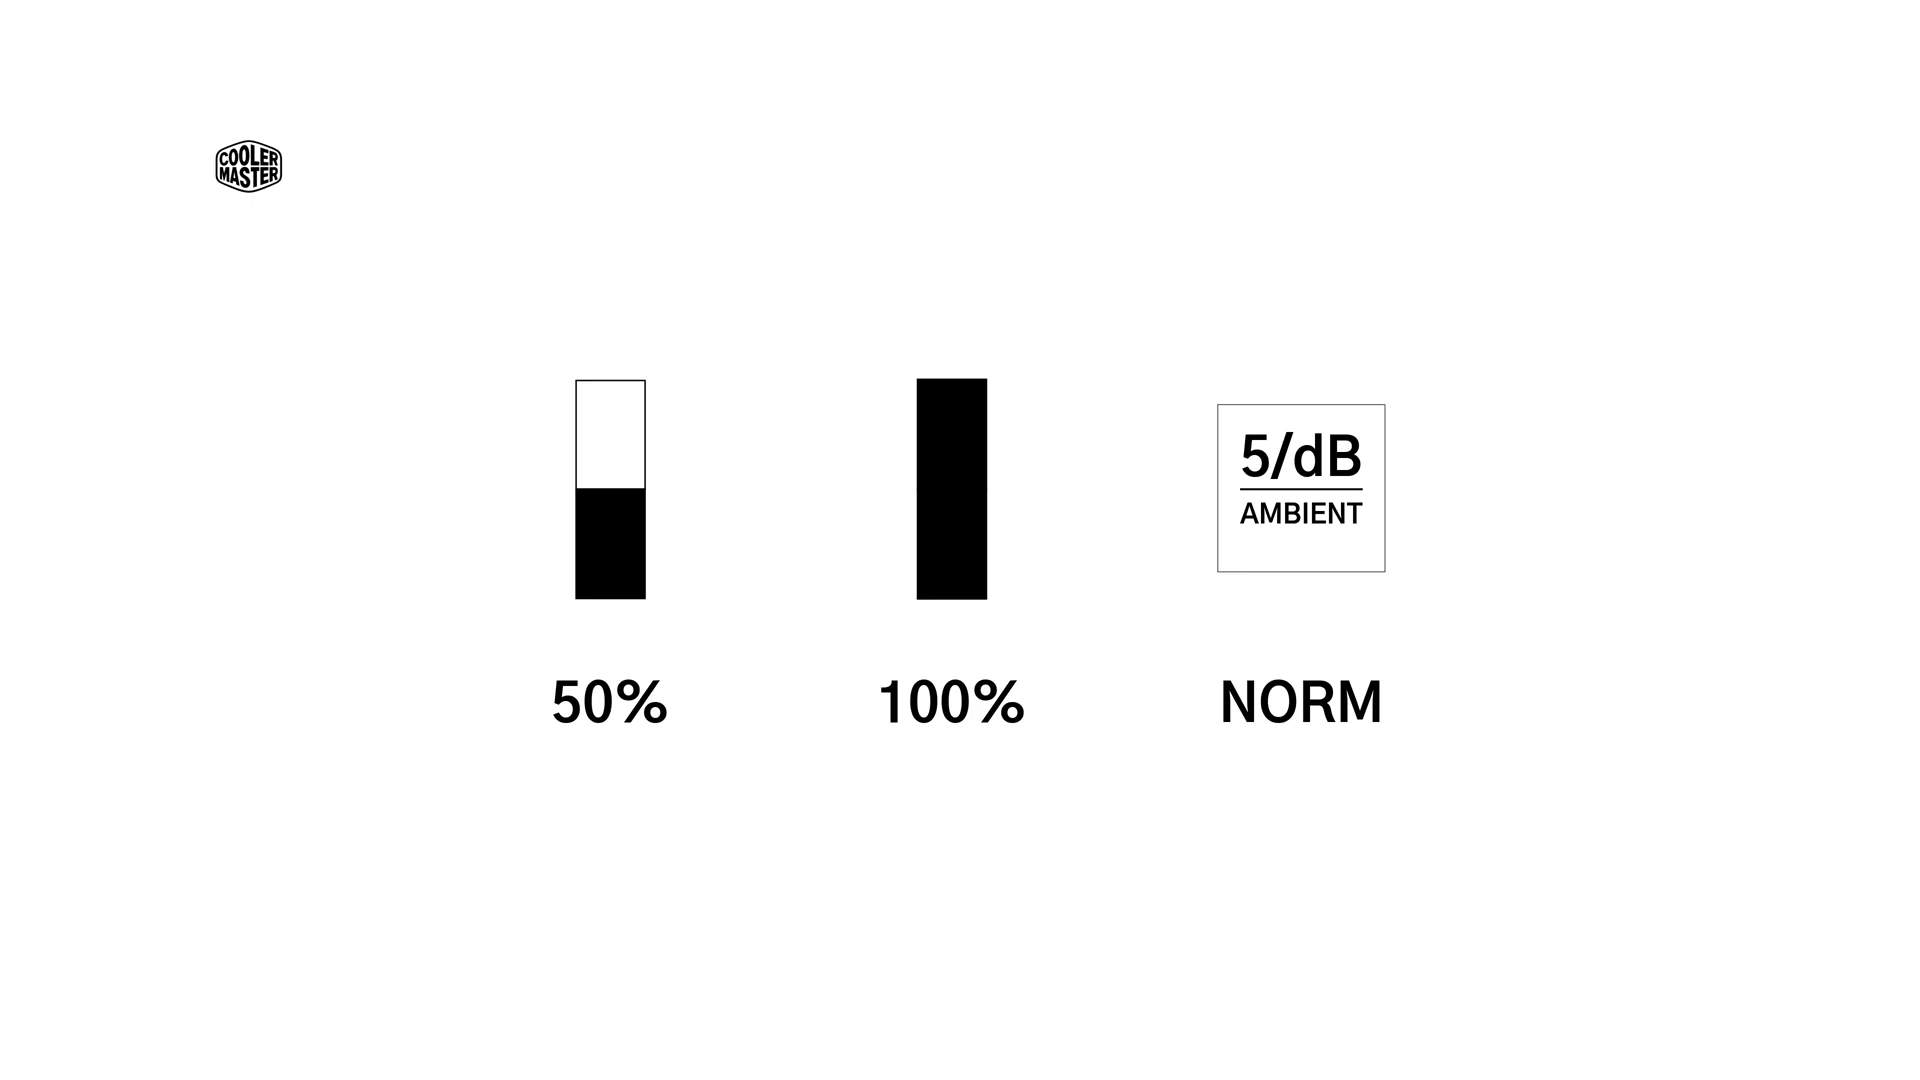 COOLER
MASTER
5/dB
AMBIENT
50%
100%
NORM